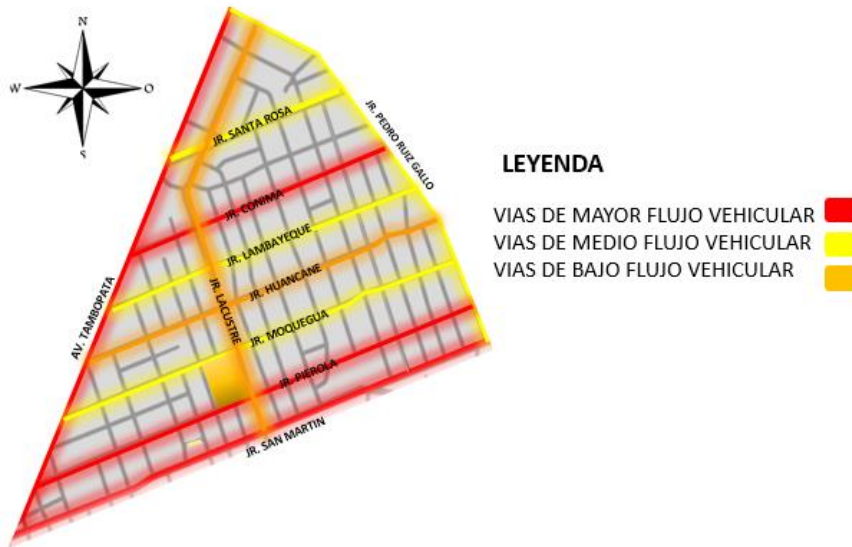 N
W
O
S
JR. SANTA ROSA
JR. PEDRO RUIZ GALLO
JR. CONIMA
JR. LAMBAYEQUE
JR. HUANCANE
JR. LACUSTRE
JR. MOQUEGUA
AV. TAMBOPATA
JR. PIEROLA
JR. SAN MARTIN
LEYENDA
VIAS DE MAYOR FLUJO VEHICULAR
VIAS DE MEDIO FLUJO VEHICULAR
VIAS DE BAJO FLUJO VEHICULAR